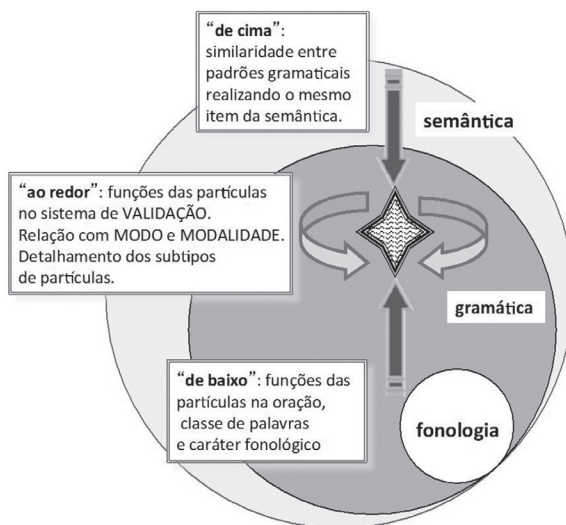 “de cima”:
similaridade entre
padrões gramaticais
realizando o mesmo
item da semântica.
semântica
“ao redor”: funções das partículas
no sistema de VALIDAÇÃO.
Relação com MODO e MODALIDADE.
Detalhamento dos subtipos
de partículas.
gramática
“de baixo”: funções das
partículas na oração,
classe de palavras
e caráter fonológico
fonologia